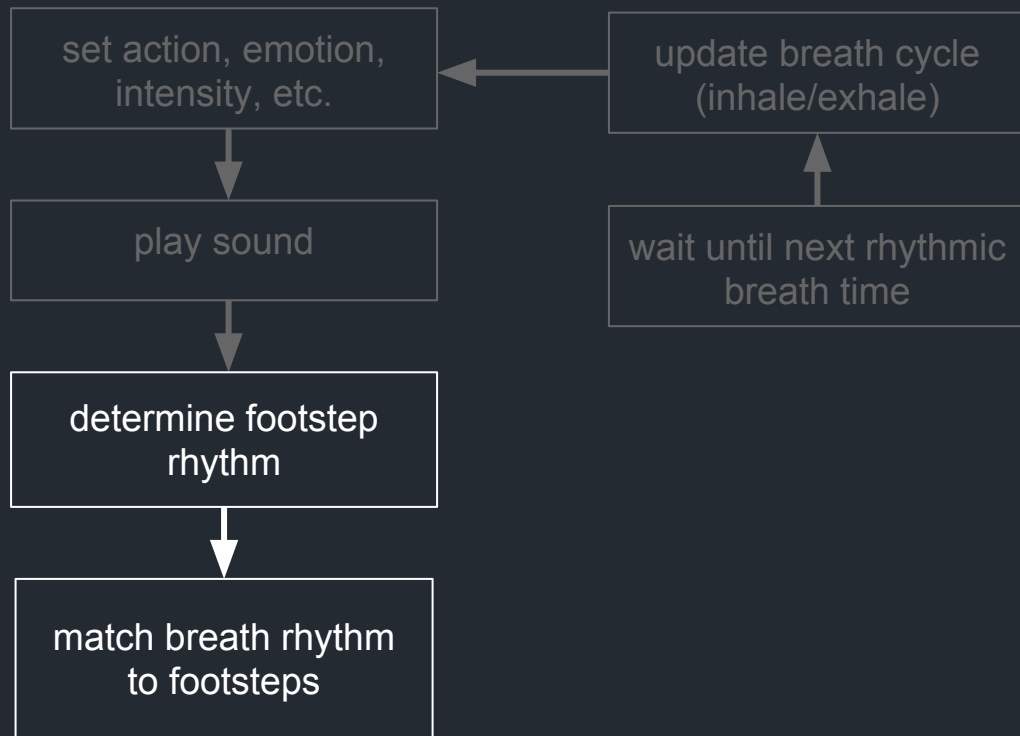 set action, emotion,
intensity, etc.
update breath cycle
(inhale/exhale)
play sound
wait until next rhythmic
breath time
determine footstep
rhythm
match breath rhythm
to footsteps